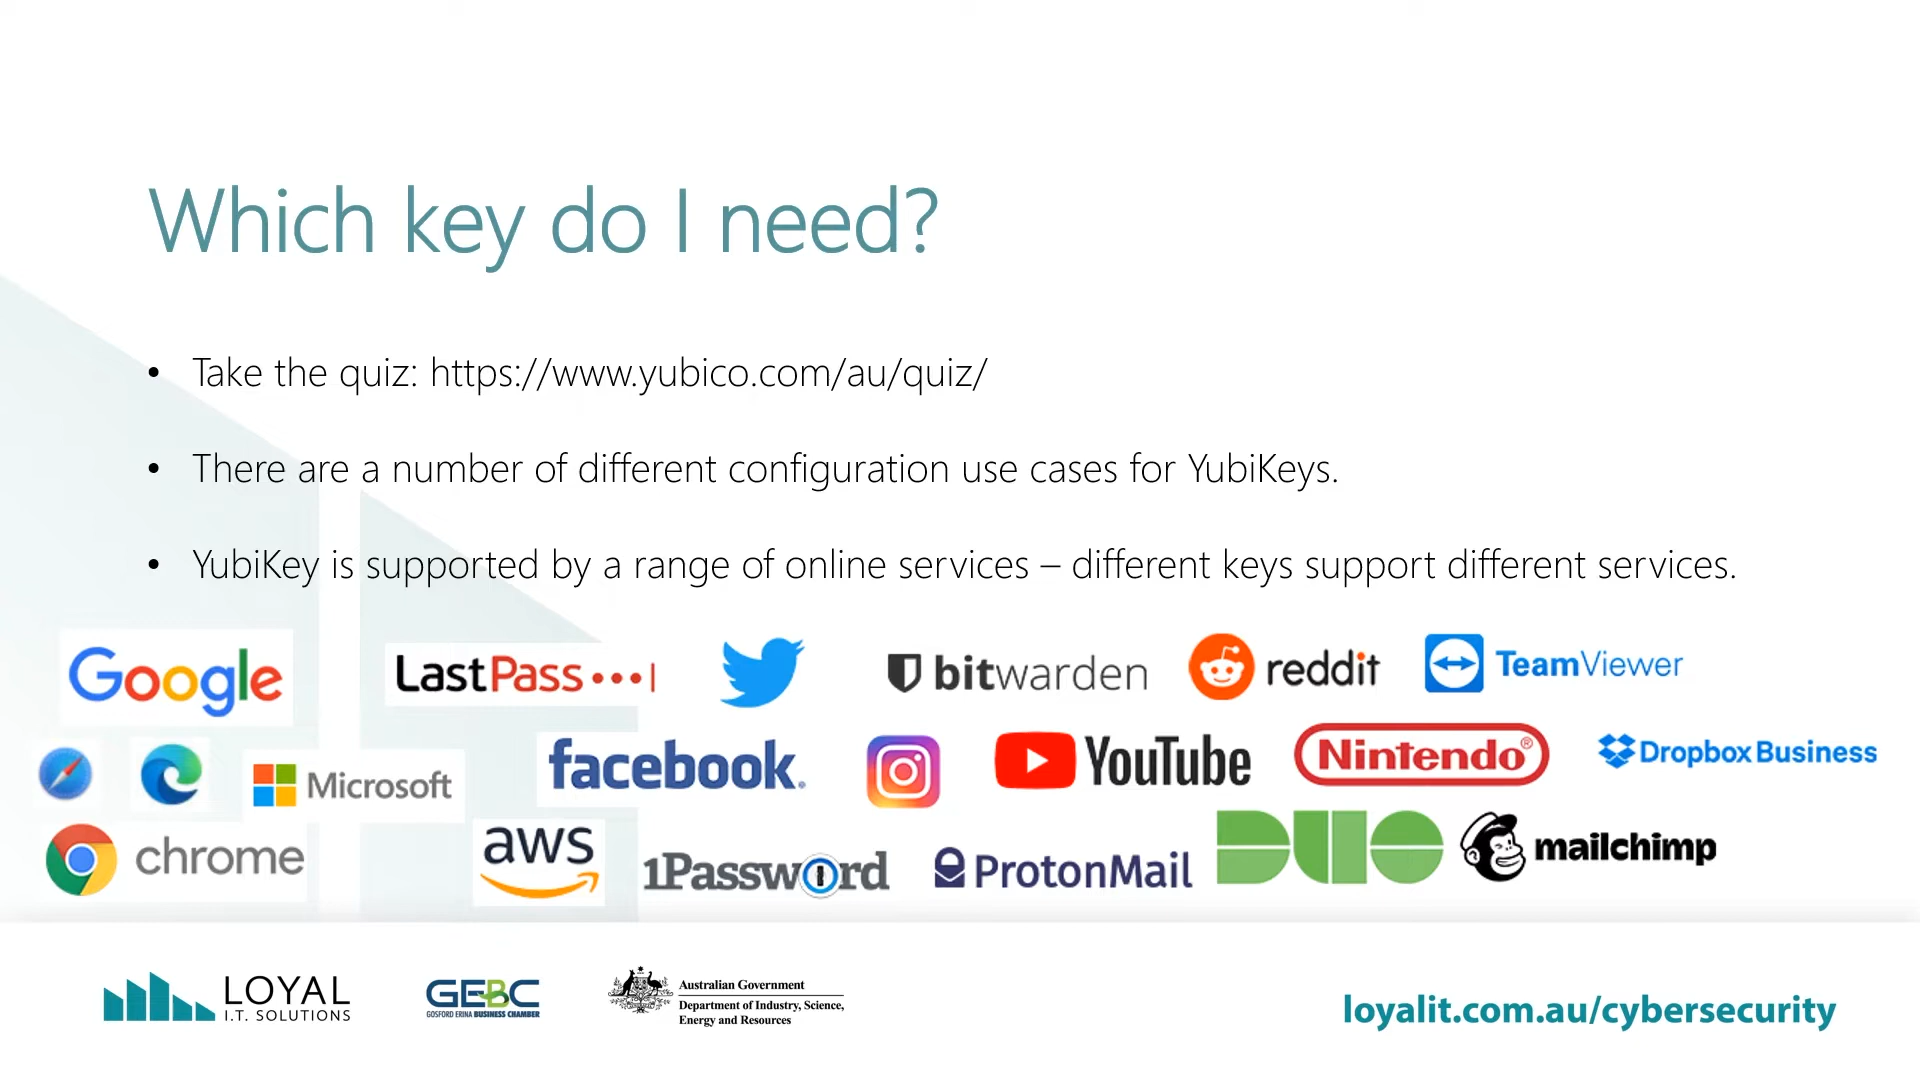 Which key do I need?
• Take the quiz: https://www.yubico.com/au/quiz/
• There are a number of different configuration use cases for YubiKeys.
• YubiKey is supported by a range of online services – different keys support different services.
Google
LastPass
bitwarden
reddit
TeamViewer
Microsoft
facebook®
YouTube
Nintendo®
Dropbox Business
chrome
aws
1Password
ProtonMail
DUO
mailchimp
LOYAL
I.T. SOLUTIONS
GEBC
GOSFORD ERINA BUSINESS CHAMBER
Australian Government
Department of Industry, Science,
Energy and Resources
loyalit.com.au/cybersecurity